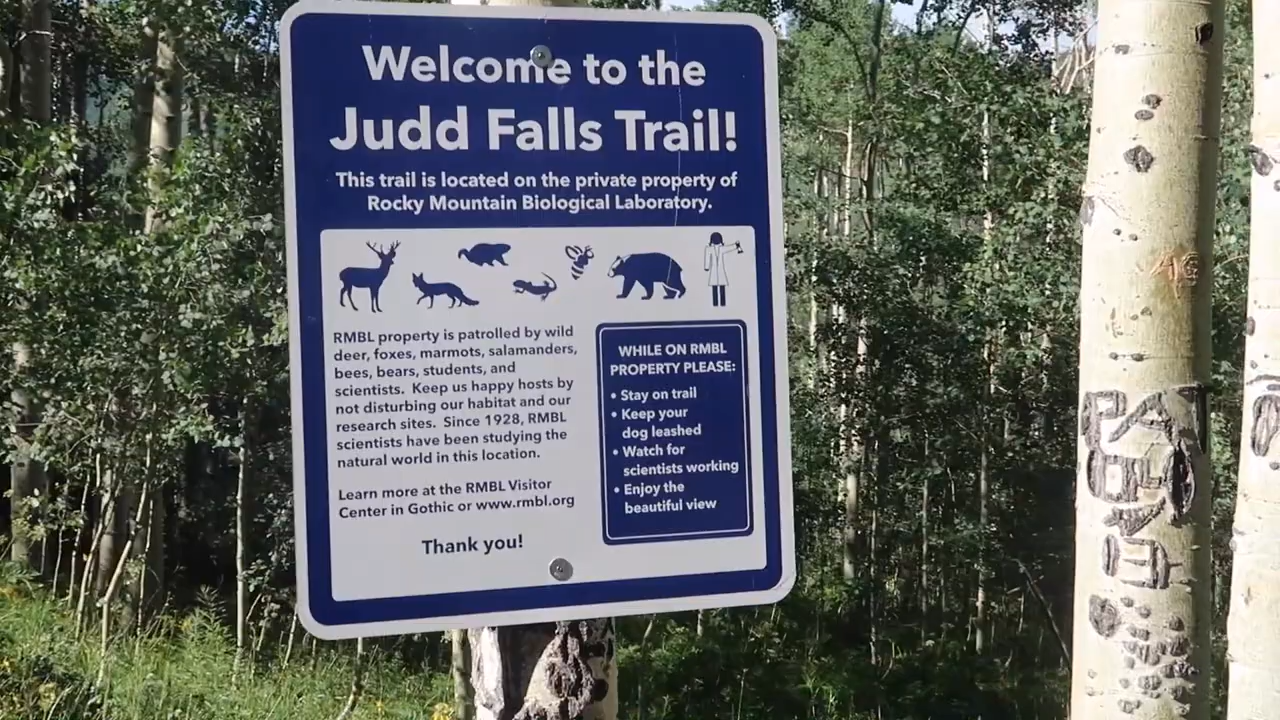 Welcome to the
Judd Falls Trail!
This trail is located on the private property of
Rocky Mountain Biological Laboratory.
RMBL property is patrolled by wild
deer, foxes, marmots, salamanders,
bees, bears, students, and
scientists. Keep us happy hosts by
not disturbing our habitat and our
research sites. Since 1928, RMBL
scientists have been studying the
natural world in this location.
Learn more at the RMBL Visitor
Center in Gothic or www.rmbl.org
Thank you!
WHILE ON RMBL
PROPERTY PLEASE:
• Stay on trail
• Keep your
dog leashed
• Watch for
scientists working
• Enjoy the
beautiful view